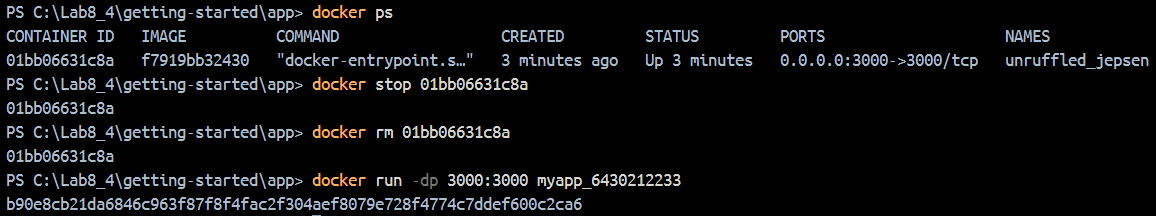 PS C:\Lab8_4\getting-started\app> docker ps
CONTAINER ID   IMAGE          COMMAND                  CREATED         STATUS         PORTS                    NAMES
01bb06631c8a   f7919bb32430   "docker-entrypoint.s…"   3 minutes ago   Up 3 minutes   0.0.0.0:3000->3000/tcp   unruffled_jepsen
PS C:\Lab8_4\getting-started\app> docker stop 01bb06631c8a
01bb06631c8a
PS C:\Lab8_4\getting-started\app> docker rm 01bb06631c8a
01bb06631c8a
PS C:\Lab8_4\getting-started\app> docker run -dp 3000:3000 myapp_6430212233
b90e8cb21da6846c963f87f8f4fac2f304aef8079e728f4774c7ddef600c2ca6